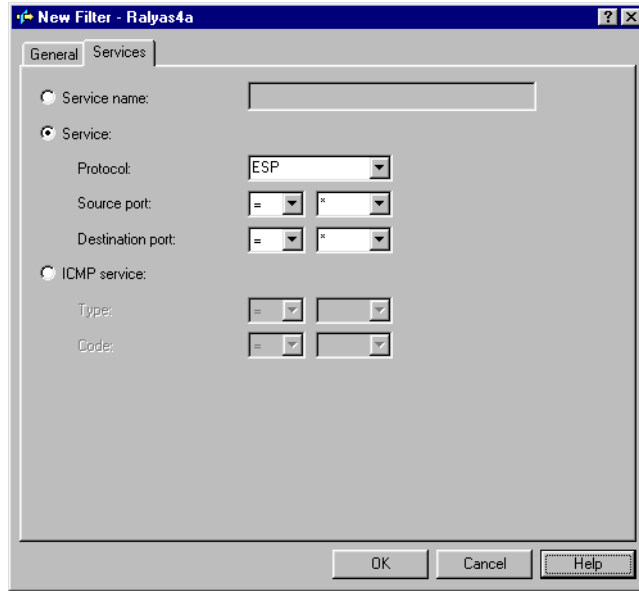 New Filter - Ralyas4a
General Services
Service name:
Service:
Protocol: ESP
Source port: = *
Destination port: = *
ICMP service:
Type: =
Code: =
OK Cancel Help